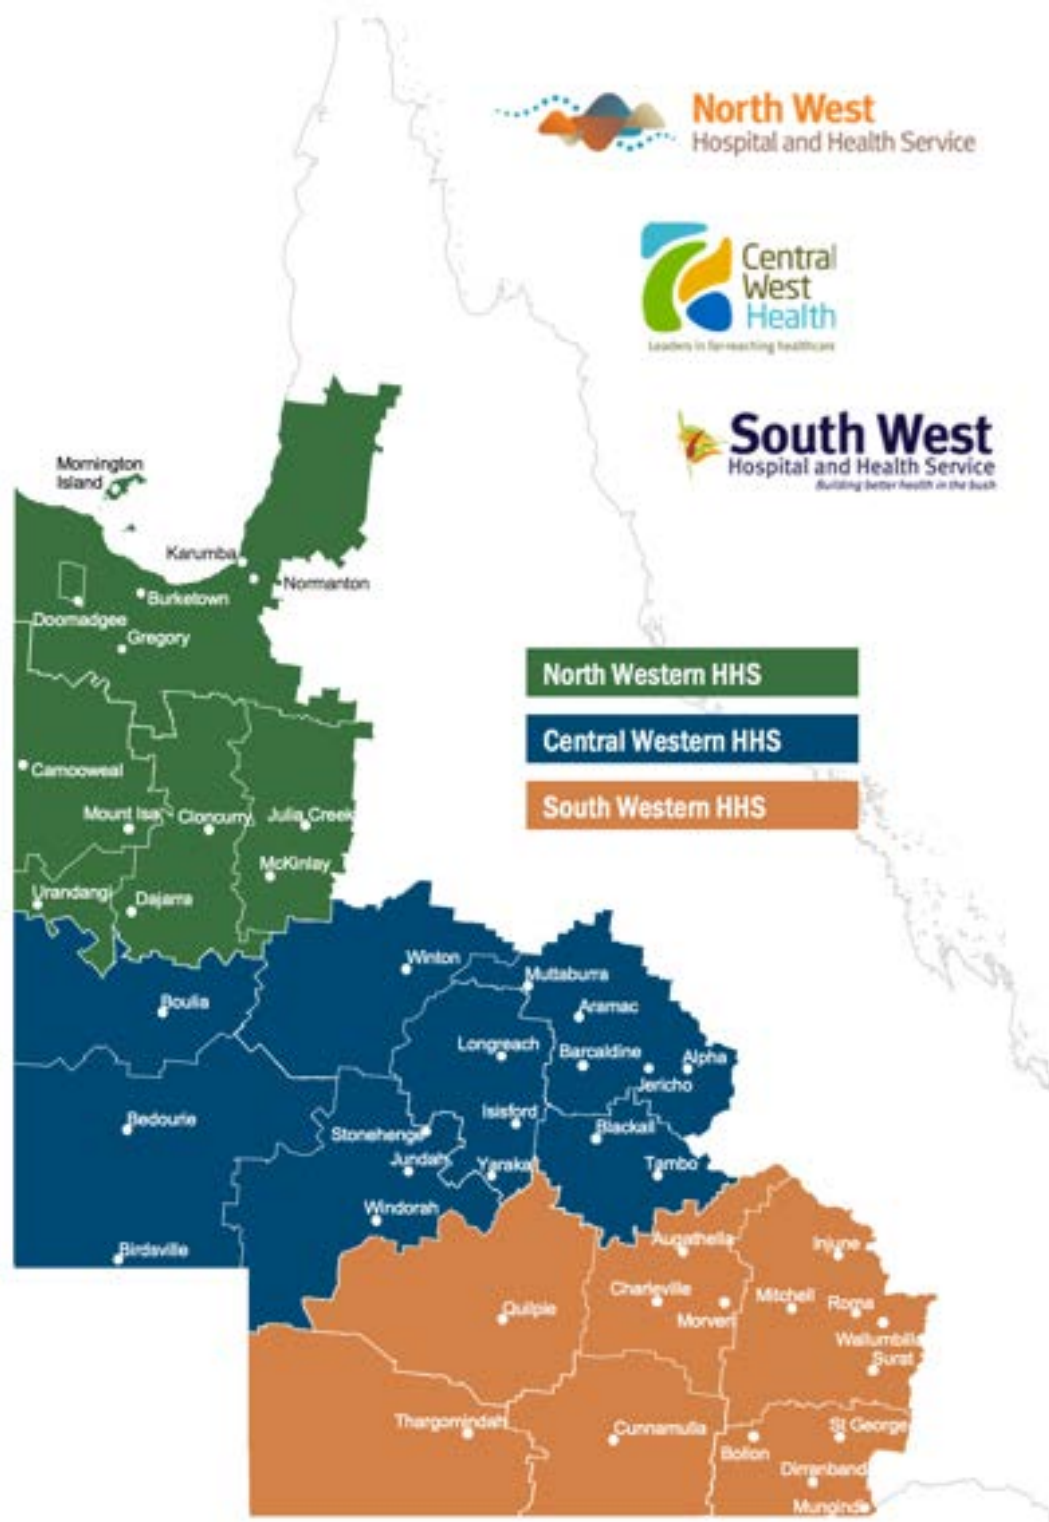 North West
Hospital and Health Service
Central
West
Health
Leaders in far-reaching healthcare
South West
Hospital and Health Service
Building better health in the bush
Mornington
Island
Karumba
Normanton
Burketown
Doomadgee
Gregory
North Western HHS
Central Western HHS
South Western HHS
Camooweal
Mount Isa
Cloncurry
Julia Creek
McKinlay
Urandangi
Dajarra
Winton
Muttaburra
Boulia
Aramac
Longreach
Barcaldine
Alpha
Jericho
Bedourie
Isisford
Stonehenge
Blackall
Jundah
Yaraka
Tambo
Windorah
Birdsville
Augathella
Injune
Charleville
Mitchell
Roma
Quilpie
Morven
Wallumbilla
Surat
Thargomindah
Cunnamulla
St George
Bollon
Dirranbandi
Mungindi